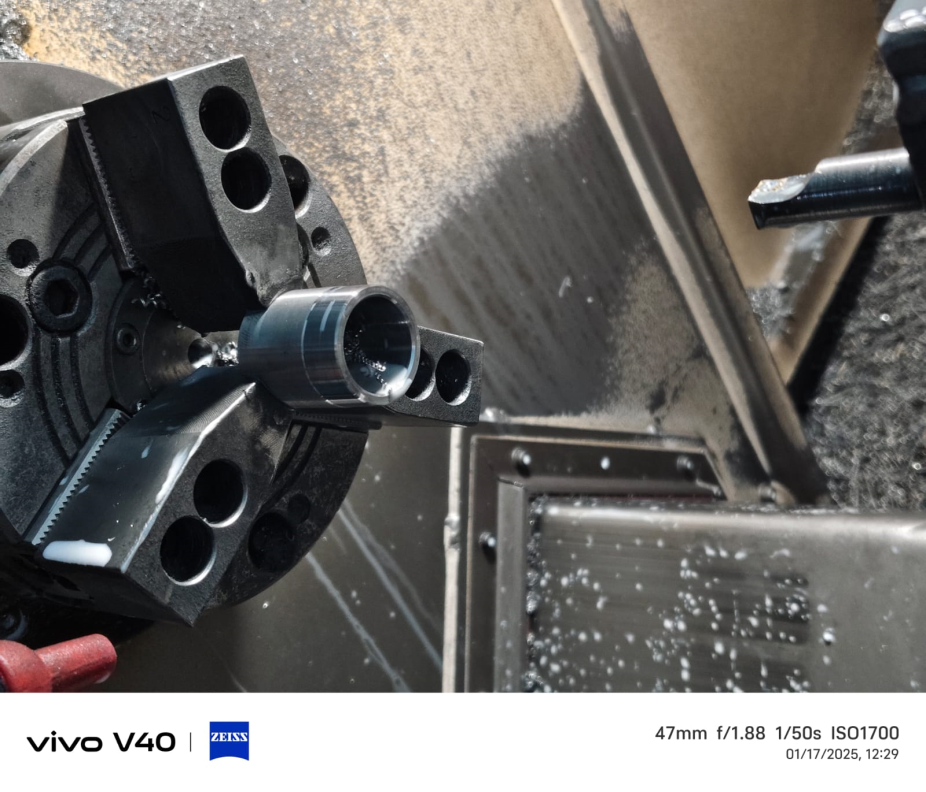 vivo V40 | ZEISS
47mm f/1.88 1/50s ISO1700
01/17/2025, 12:29